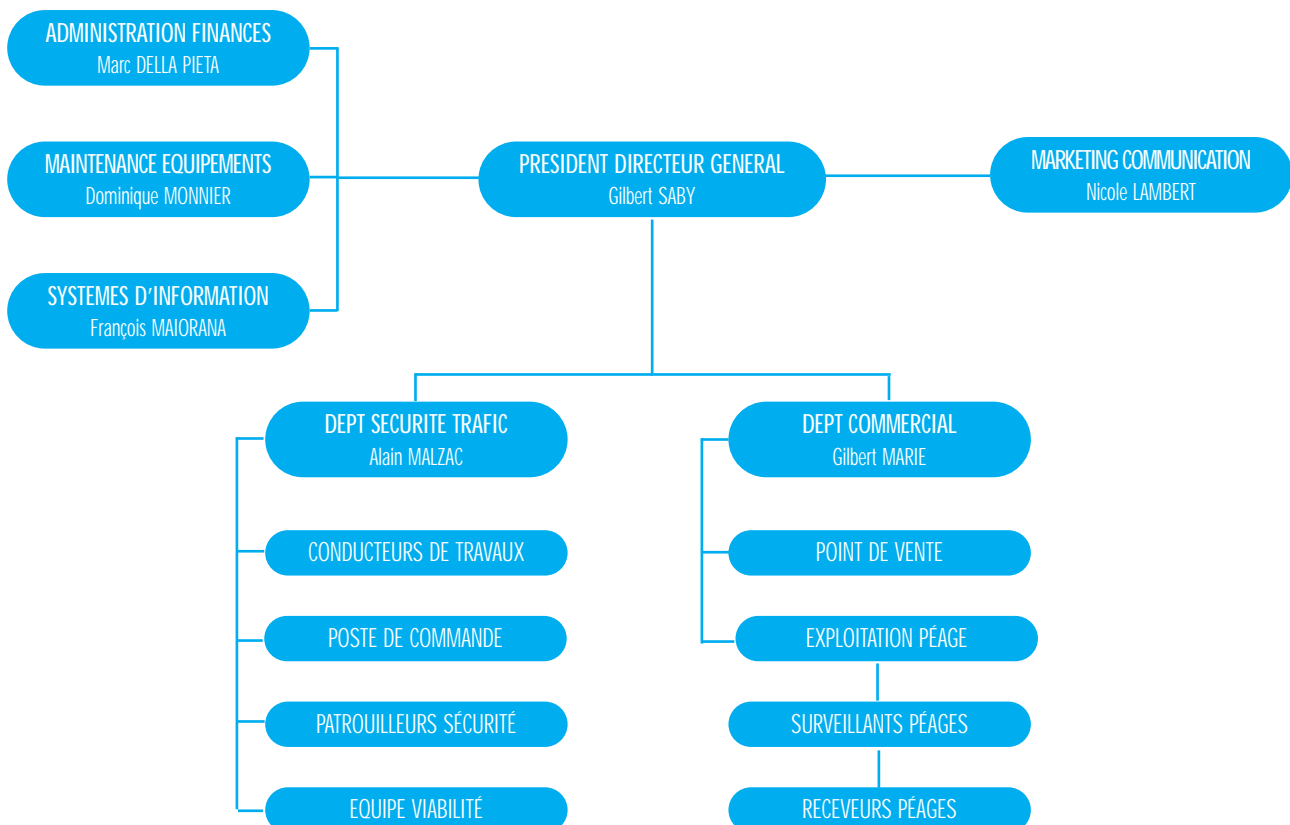 ADMINISTRATION FINANCES
Marc DELLA PIETA
MAINTENANCE EQUIPEMENTS
Dominique MONNIER
SYSTEMES D'INFORMATION
François MAIORANA
PRESIDENT DIRECTEUR GENERAL
Gilbert SABY
MARKETING COMMUNICATION
Nicole LAMBERT
DEPT SECURITE TRAFIC
Alain MALZAC
CONDUCTEURS DE TRAVAUX
POSTE DE COMMANDE
PATROUILLEURS SÉCURITÉ
EQUIPE VIABILITÉ
DEPT COMMERCIAL
Gilbert MARIE
POINT DE VENTE
EXPLOITATION PÉAGE
SURVEILLANTS PÉAGES
RECEVEURS PÉAGES